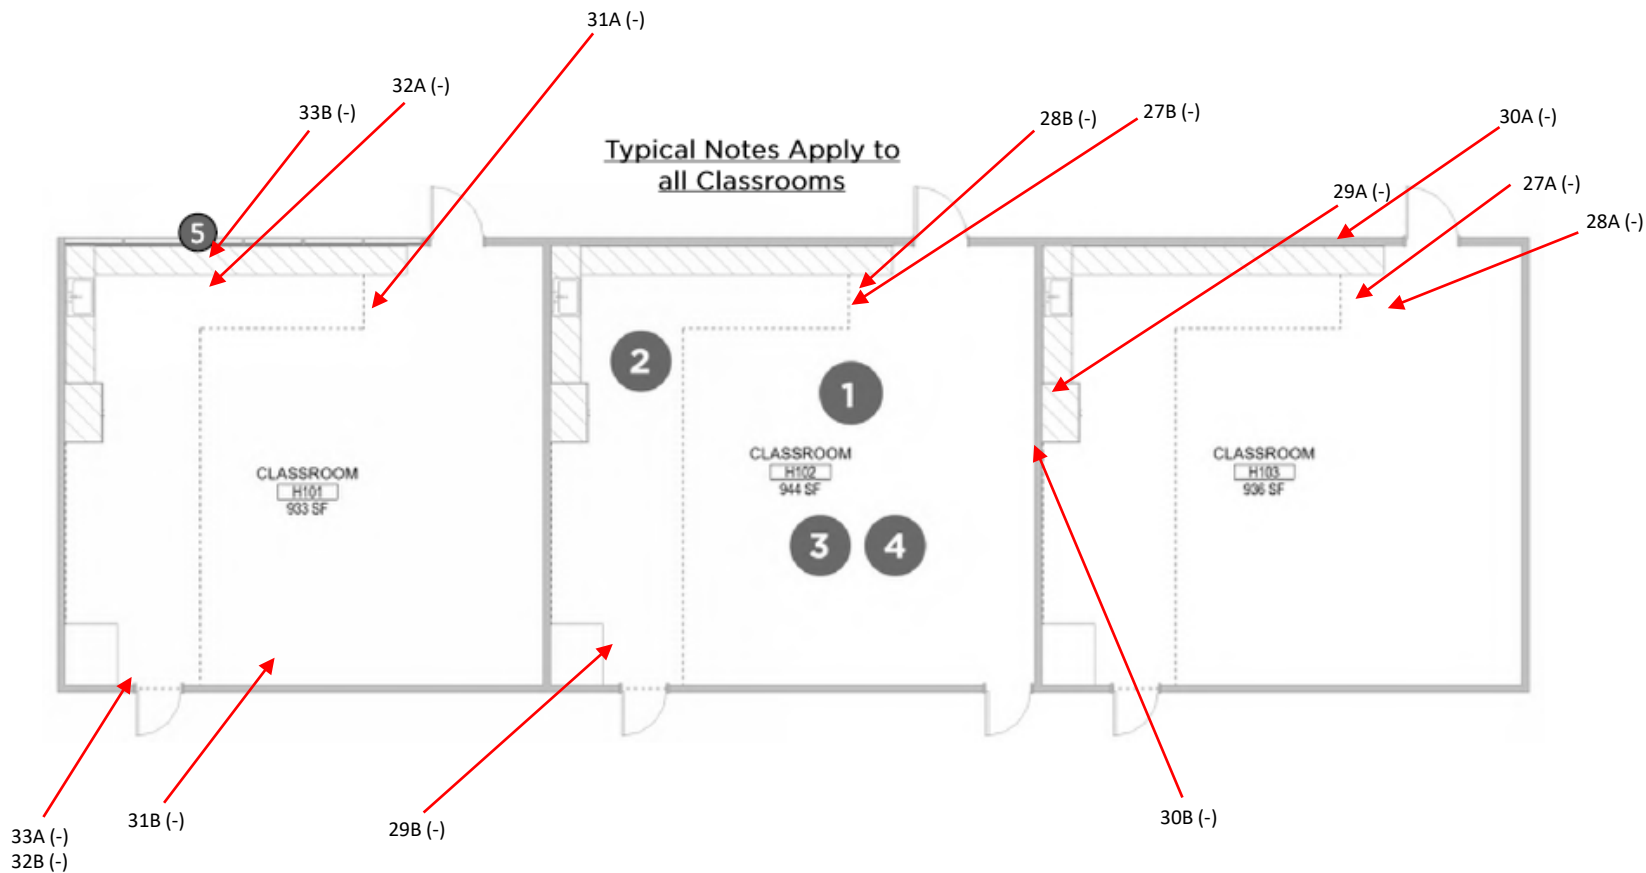 31A (-)
32A (-)
33B (-)
28B (-)
27B (-)
30A (-)
Typical Notes Apply to
all Classrooms
29A (-)
27A (-)
28A (-)
5
2
1
CLASSROOM
H101
933 SF
CLASSROOM
H102
944 SF
CLASSROOM
H103
936 SF
3
4
33A (-)
32B (-)
31B (-)
29B (-)
30B (-)